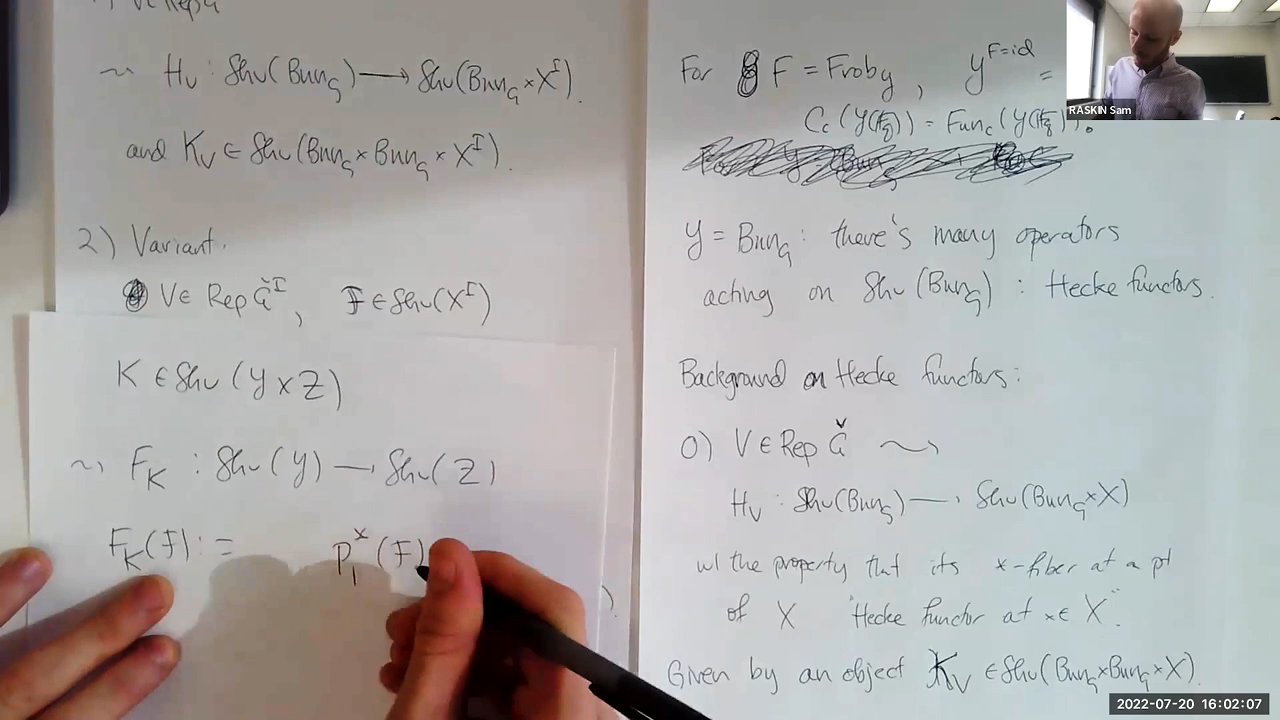 H_V : Shv(Bun_G) → Shv(Bun_G × X^I).
and K_V ∈ Shv(Bun_G × Bun_G × X^I).
2) Variant.
V ∈ Rep Ǧ^I, F ∈ Shv(X^I)
K ∈ Shv(Y × Z)
⇝ F_K : Shv(Y) → Shv(Z)
F_K(F) := p_1^*(F)
For F = Frob_q, Y^{F=id} =
C_c(Y(F_q)) = Fun_c(Y(F_q)).
Y = Bun_G : there's many operators
acting on Shv(Bun_G) : Hecke functors.
Background on Hecke functors:
0) V ∈ Rep Ǧ ⇝
H_V : Shv(Bun_G) → Shv(Bun_G × X)
w/ the property that its *-fiber at a pt
of X "Hecke functor at x ∈ X".
Given by an object K_V ∈ Shv(Bun_G × Bun_G × X).
RASKIN Sam
2022-07-20 16:02:07